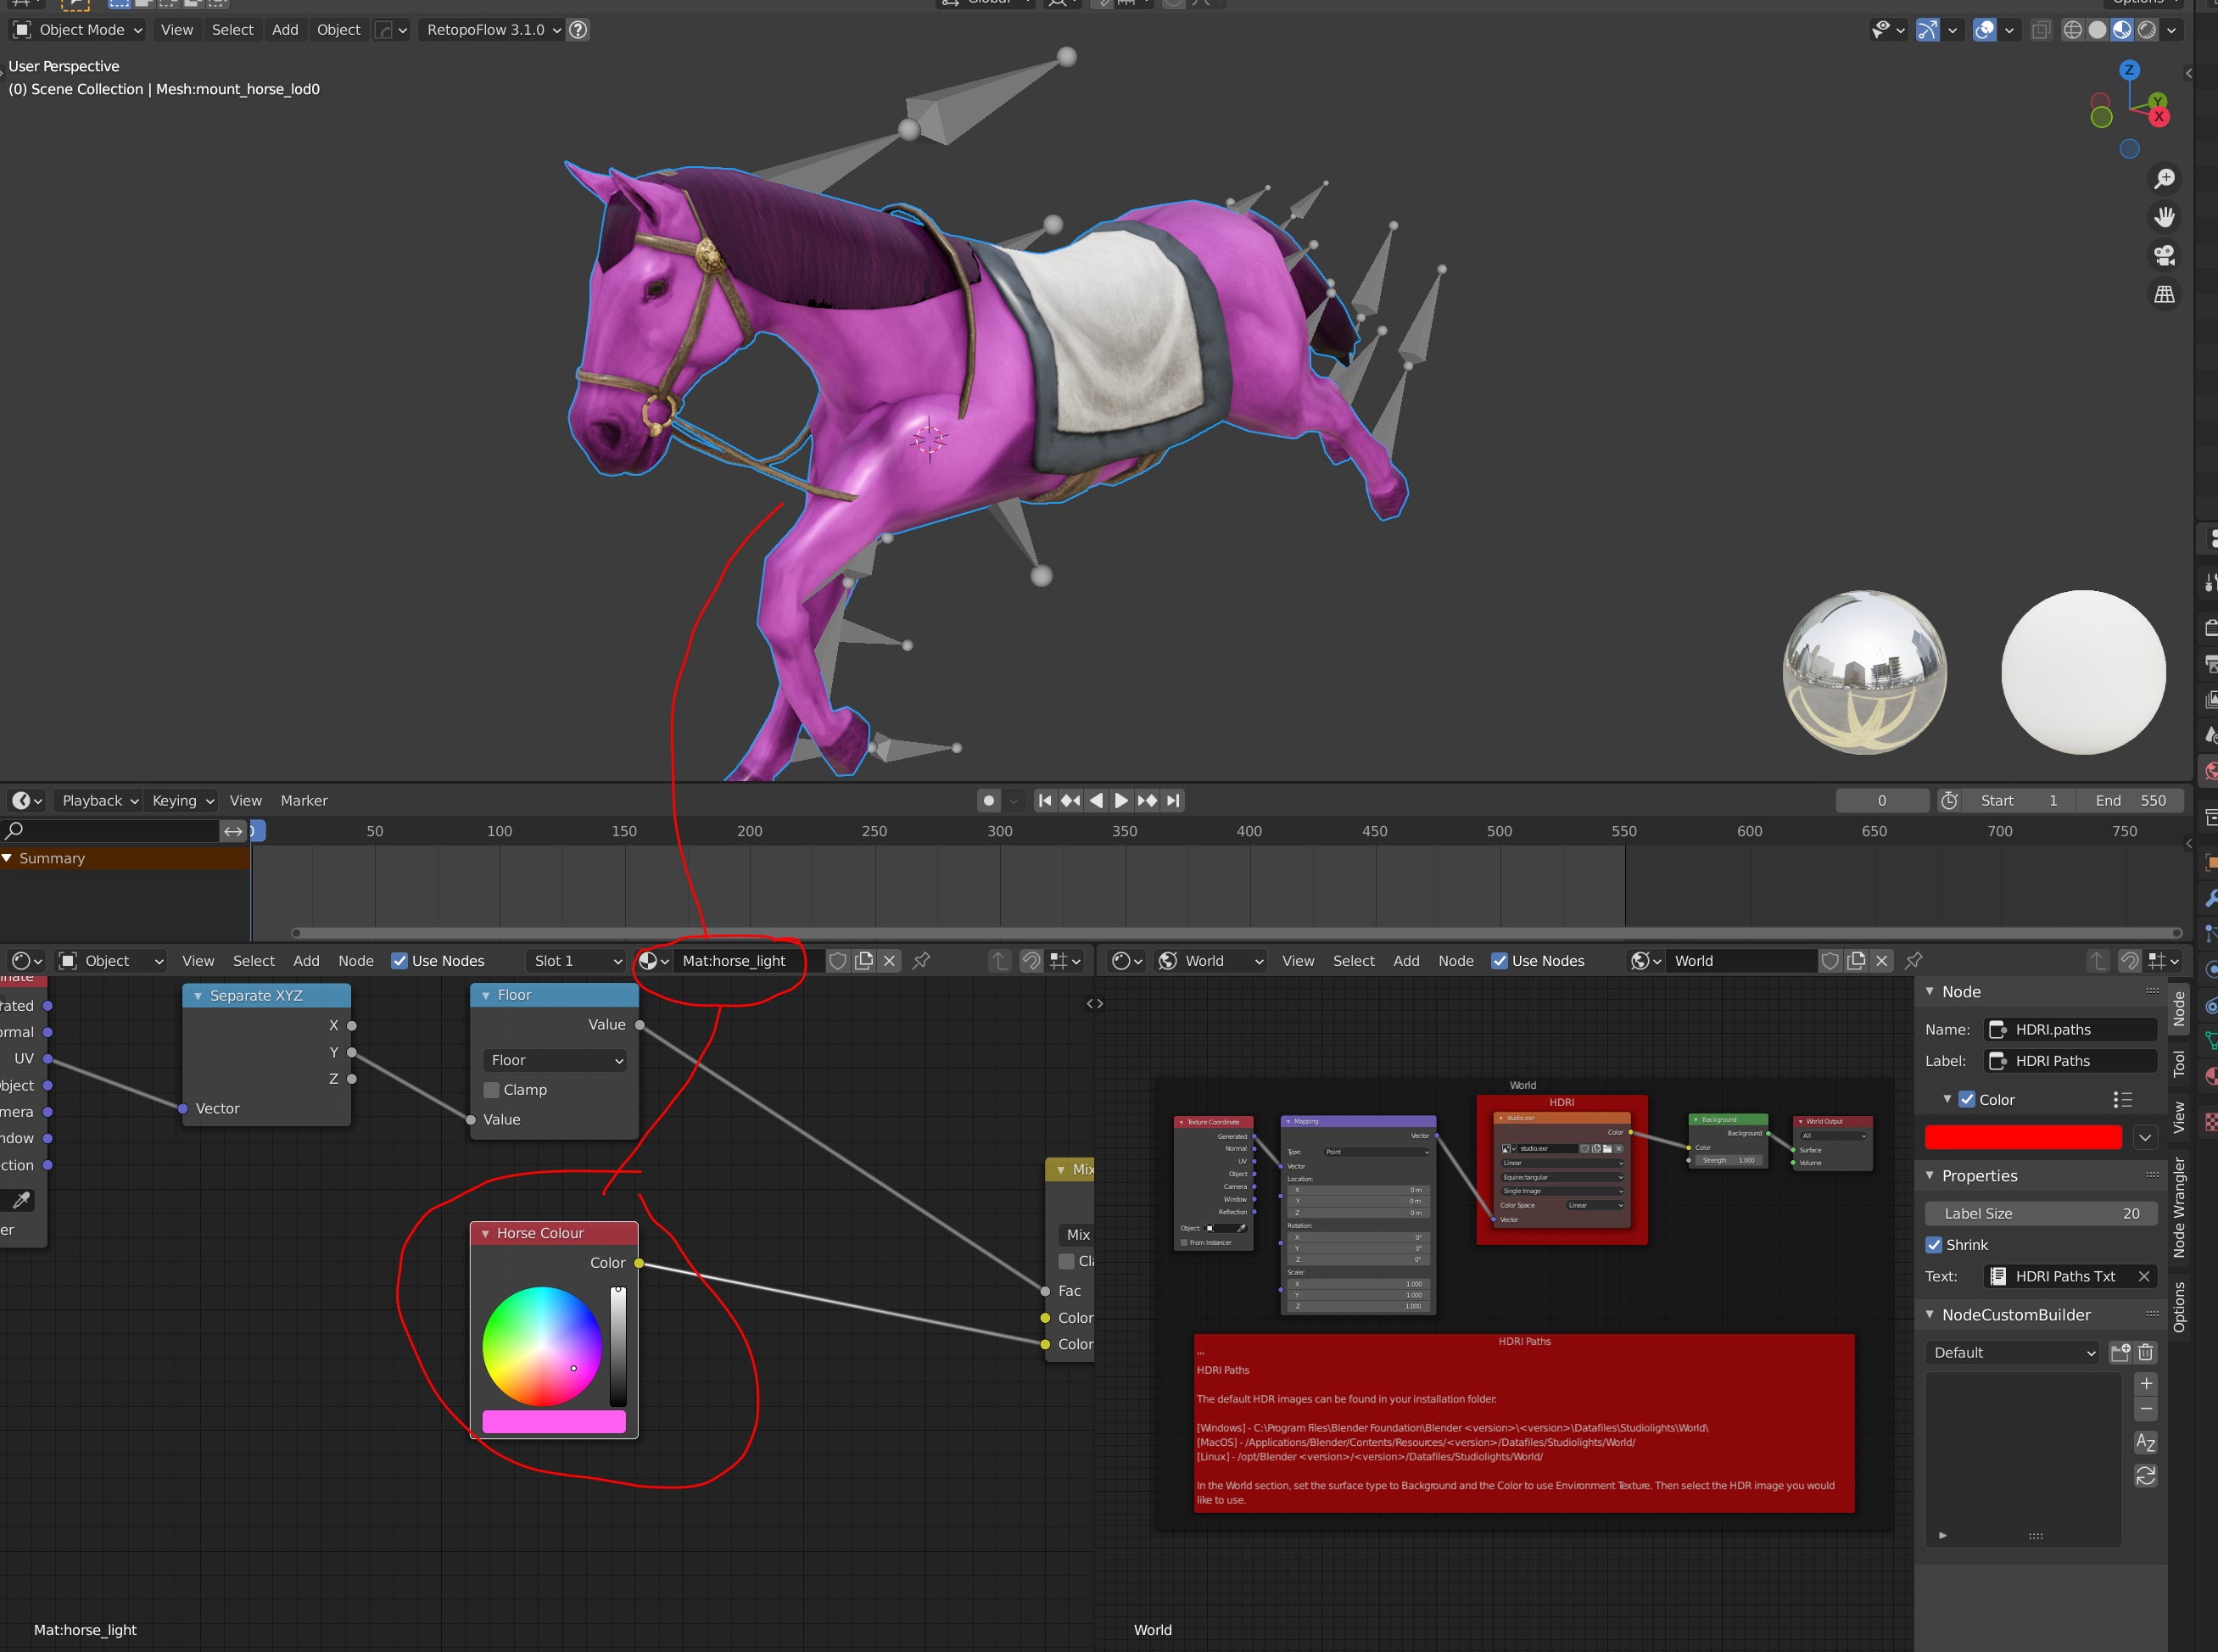 Global
Options
Object Mode
View
Select
Add
Object
RetopoFlow 3.1.0
User Perspective
(0) Scene Collection | Mesh:mount_horse_lod0
Z
Y
X
Playback
Keying
View
Marker
0
Start
1
End
550
0
50
100
150
200
250
300
350
400
450
500
550
600
650
700
750
Summary
Object
View
Select
Add
Node
Use Nodes
Slot 1
Mat:horse_light
rated
ormal
UV
bject
mera
ndow
ction
er
Separate XYZ
X
Y
Z
Vector
Floor
Value
Floor
Clamp
Value
Horse Colour
Color
Mix
Mix
Cla
Fac
Color
Color
Mat:horse_light
World
View
Select
Add
Node
Use Nodes
World
World
Texture Coordinate
Generated
Normal
UV
Object
Camera
Window
Reflection
Object:
From Instancer
Mapping
Vector
Type:
Point
Vector
Location:
X 0 m
Y 0 m
Z 0 m
Rotation:
X 0°
Y 0°
Z 0°
Scale:
X 1.000
Y 1.000
Z 1.000
HDRI
studio.exr
Color
studio.exr
Linear
Equirectangular
Single Image
Color Space
Linear
Vector
Background
Background
Color
Strength 1.000
World Output
All
Surface
Volume
HDRI Paths
'''
HDRI Paths
The default HDR images can be found in your installation folder.
[Windows] - C:\Program Files\Blender Foundation\Blender <version>\<version>\Datafiles\Studiolights\World\
[MacOS] - /Applications/Blender/Contents/Resources/<version>/Datafiles/Studiolights/World/
[Linux] - /opt/Blender <version>/<version>/Datafiles/Studiolights/World/
In the World section, set the surface type to Background and the Color to use Environment Texture. Then select the HDR image you would
like to use.
World
Node
Name:
HDRI.paths
Label:
HDRI Paths
Color
Properties
Label Size
20
Shrink
Text:
HDRI Paths Txt
NodeCustomBuilder
Default
Node
Tool
View
Node Wrangler
Options